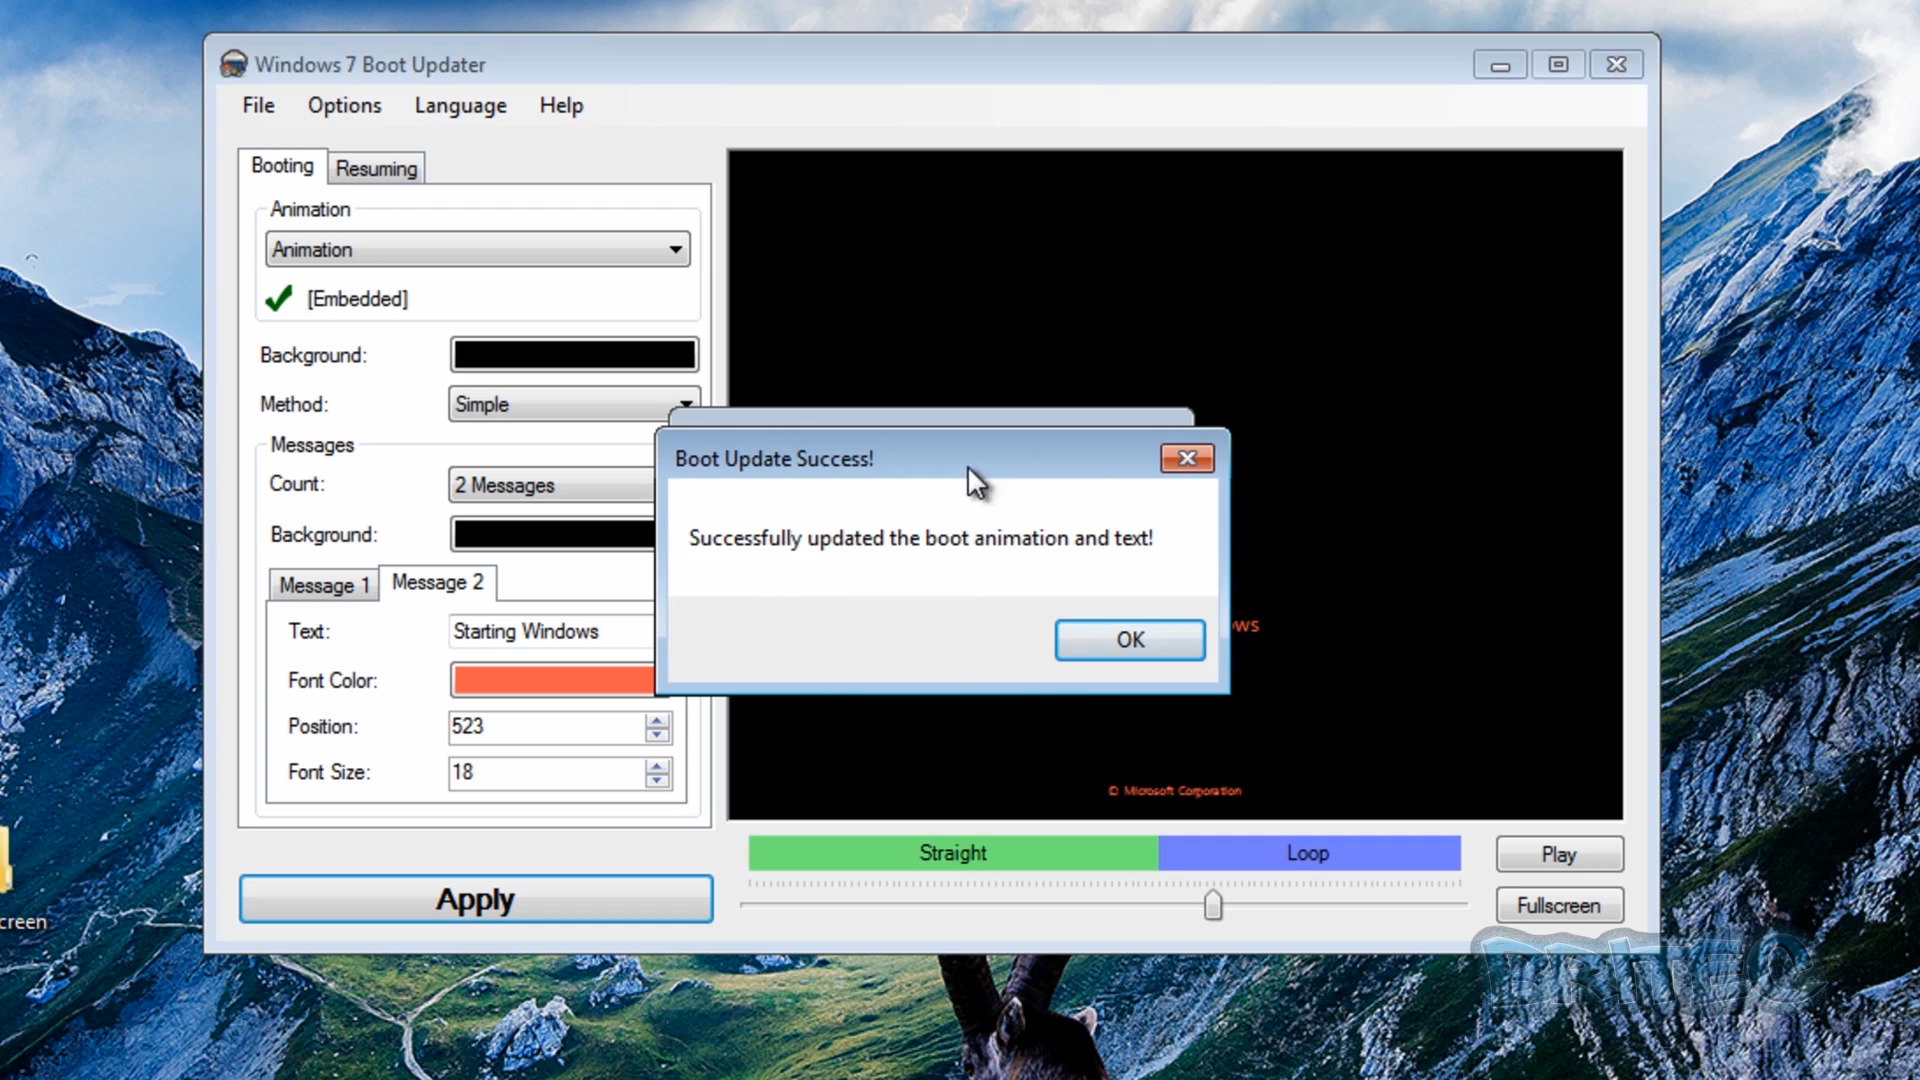 Windows 7 Boot Updater
File Options Language Help
Booting Resuming
Animation
Animation
[Embedded]
Background:
Method: Simple
Messages
Count: 2 Messages
Background:
Message 1 Message 2
Text: Starting Windows
Font Color:
Position: 523
Font Size: 18
Apply
Boot Update Success!
Successfully updated the boot animation and text!
OK
ows
© Microsoft Corporation
Straight Loop
Play
Fullscreen
creen
BRITEC